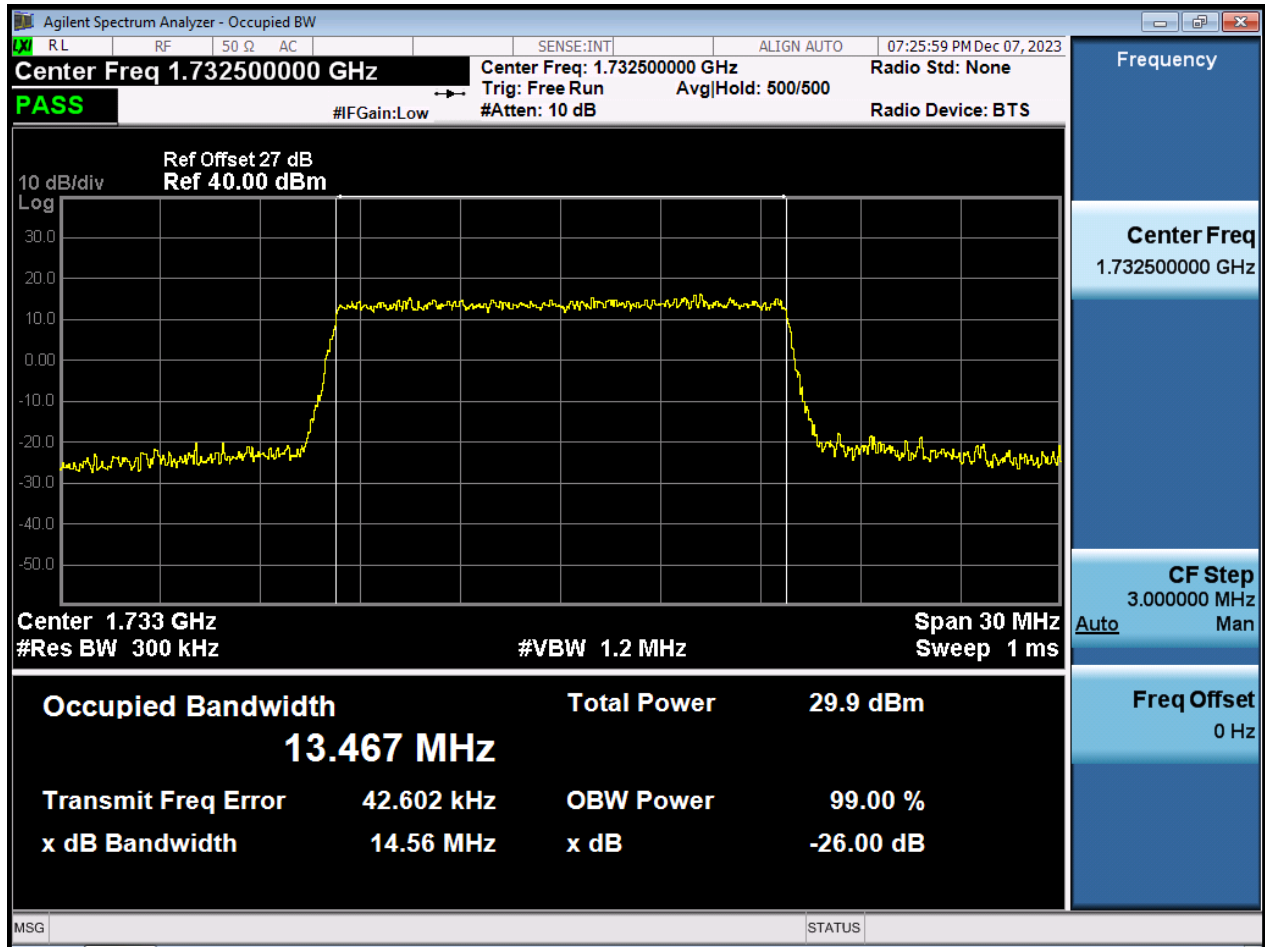 Agilent Spectrum Analyzer - Occupied BW
LXI RL RF 50 Ω AC SENSE:INT ALIGN AUTO 07:25:59 PM Dec 07, 2023
Center Freq 1.732500000 GHz
Center Freq: 1.732500000 GHz Radio Std: None
Trig: Free Run Avg|Hold: 500/500
PASS
#IFGain:Low #Atten: 10 dB Radio Device: BTS
Ref Offset 27 dB
10 dB/div Ref 40.00 dBm
Log
30.0
20.0
10.0
0.00
-10.0
-20.0
-30.0
-40.0
-50.0
Center 1.733 GHz Span 30 MHz
#Res BW 300 kHz #VBW 1.2 MHz Sweep 1 ms
Occupied Bandwidth Total Power 29.9 dBm
13.467 MHz
Transmit Freq Error 42.602 kHz OBW Power 99.00 %
x dB Bandwidth 14.56 MHz x dB -26.00 dB
Frequency
Center Freq
1.732500000 GHz
CF Step
3.000000 MHz
Auto Man
Freq Offset
0 Hz
MSG STATUS